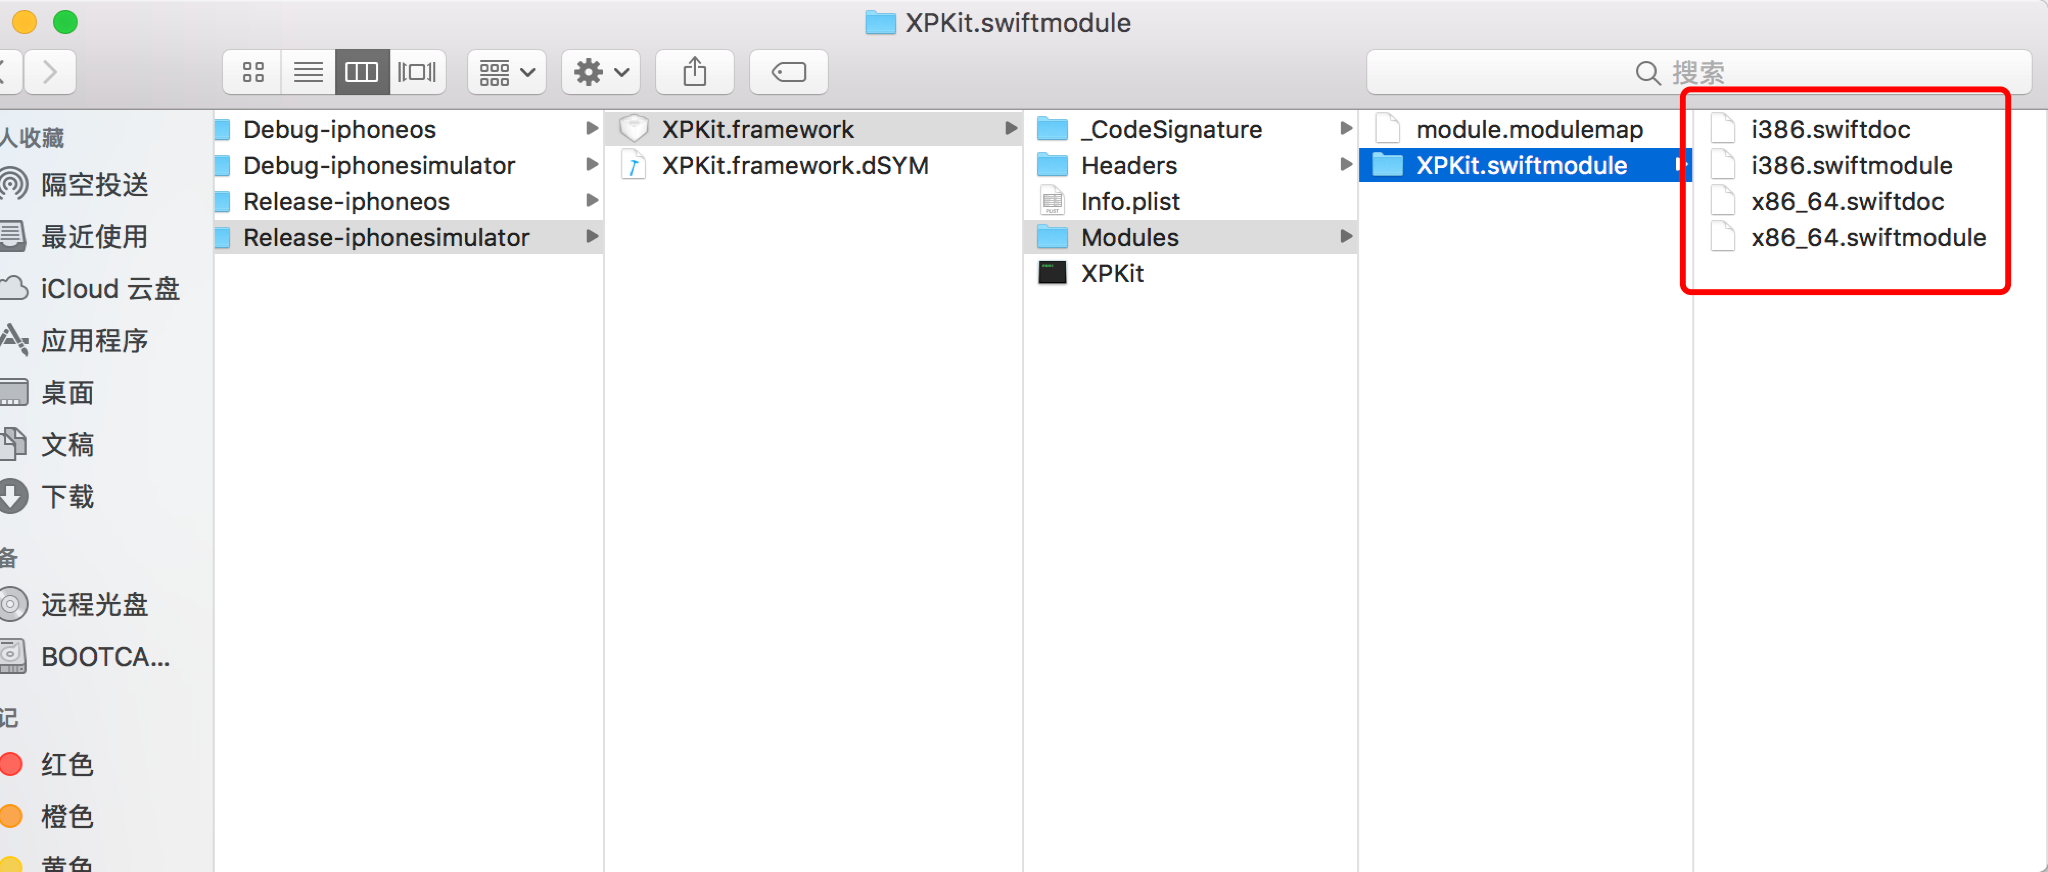 XPKit.swiftmodule
搜索
人收藏
隔空投送
最近使用
iCloud 云盘
应用程序
桌面
文稿
下载
备
远程光盘
BOOTCA...
记
红色
橙色
黄色
Debug-iphoneos
Debug-iphonesimulator
Release-iphoneos
Release-iphonesimulator
XPKit.framework
XPKit.framework.dSYM
_CodeSignature
Headers
Info.plist
Modules
XPKit
module.modulemap
XPKit.swiftmodule
i386.swiftdoc
i386.swiftmodule
x86_64.swiftdoc
x86_64.swiftmodule